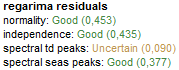 regarima residuals
normality: Good (0,453)
independence: Good (0,435)
spectral td peaks: Uncertain (0,090)
spectral seas peaks: Good (0,377)